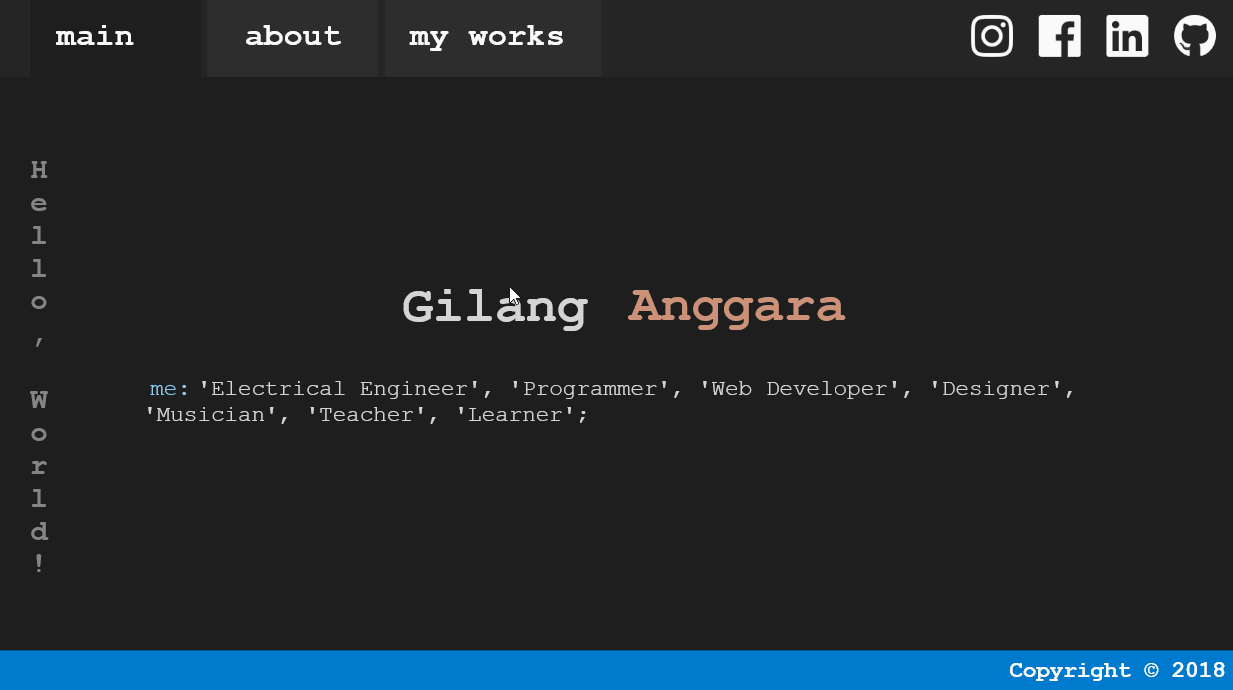 main about my works
Hello, World!
Gilang Anggara
me: 'Electrical Engineer', 'Programmer', 'Web Developer', 'Designer',
'Musician', 'Teacher', 'Learner';
Copyright © 2018